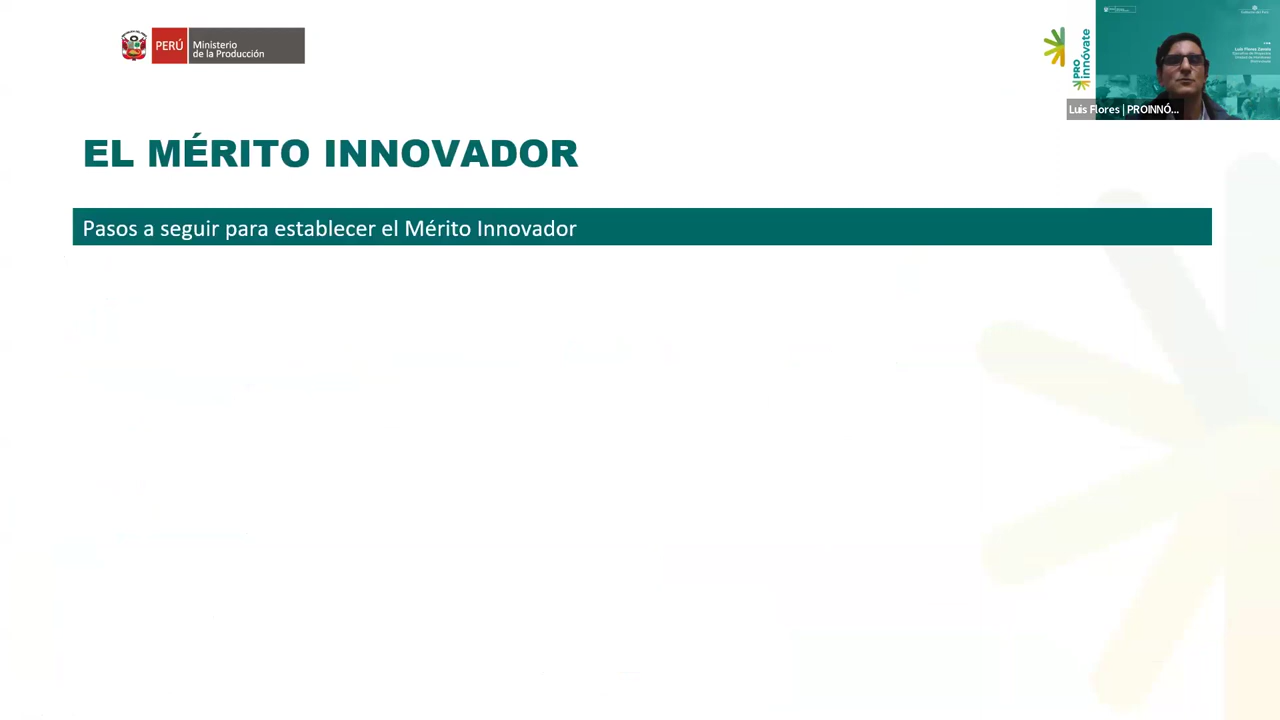 PERÚ
Ministerio
de la Producción
PRO
innóvate
Luis Flores | PROINNÓ...
EL MÉRITO INNOVADOR
Pasos a seguir para establecer el Mérito Innovador